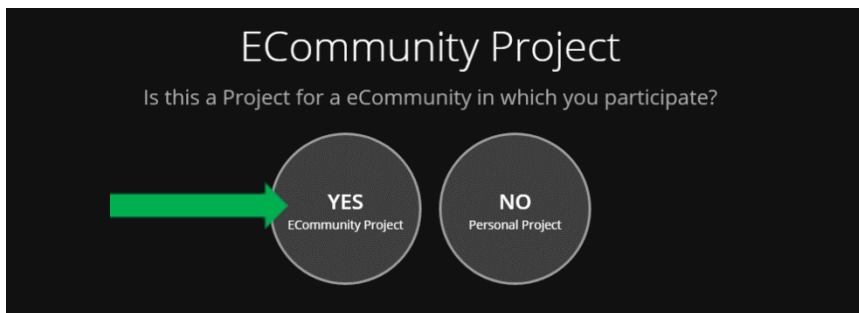 ECommunity Project
Is this a Project for a eCommunity in which you participate?
YES
ECommunity Project
NO
Personal Project